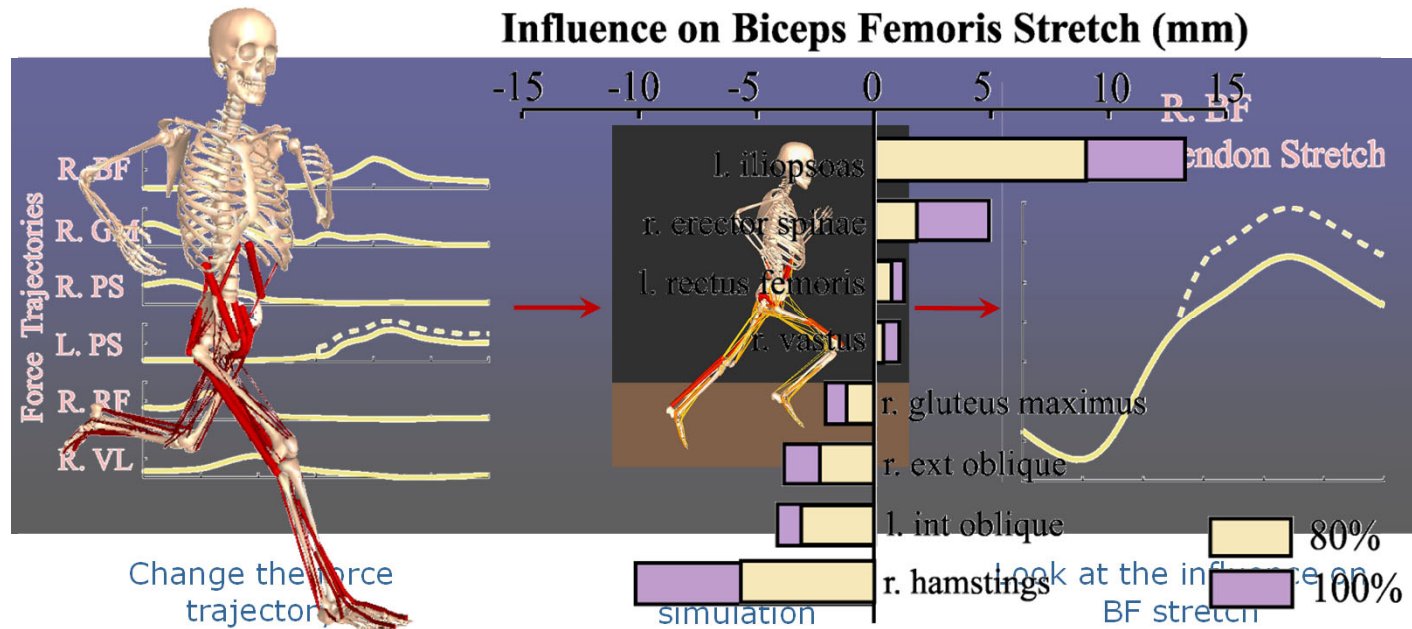 Influence on Biceps Femoris Stretch (mm)
-15 -10 -5 0 5 10 15
R. BF
endon Stretch
Force Trajectories
R. BF
R. GM
R. PS
L. PS
R. RF
R. VL
l. iliopsoas
r. erector spinae
l. rectus femoris
r. vastus
r. gluteus maximus
r. ext oblique
l. int oblique
r. hamstings
80%
100%
Change the force
trajectory
simulation
Look at the influence on
BF stretch